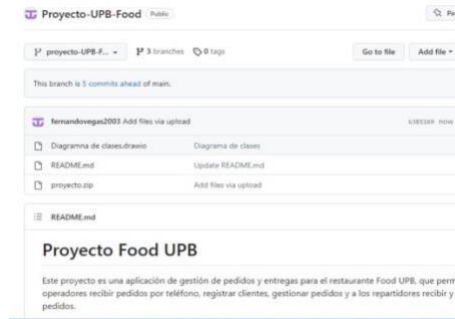 Proyecto-UPB-Food Public
proyecto-UPB-F... 3 branches 0 tags Go to file Add file
This branch is 5 commits ahead of main.
fernandovegas2003 Add files via upload now
Diagramna de clases.drawio Diagrama de clases
README.md Update README.md
proyecto.zip Add files via upload
README.md
Proyecto Food UPB
Este proyecto es una aplicación de gestión de pedidos y entregas para el restaurante Food UPB, que perm
operadores recibir pedidos por teléfono, registrar clientes, gestionar pedidos y a los repartidores recibir y
pedidos.